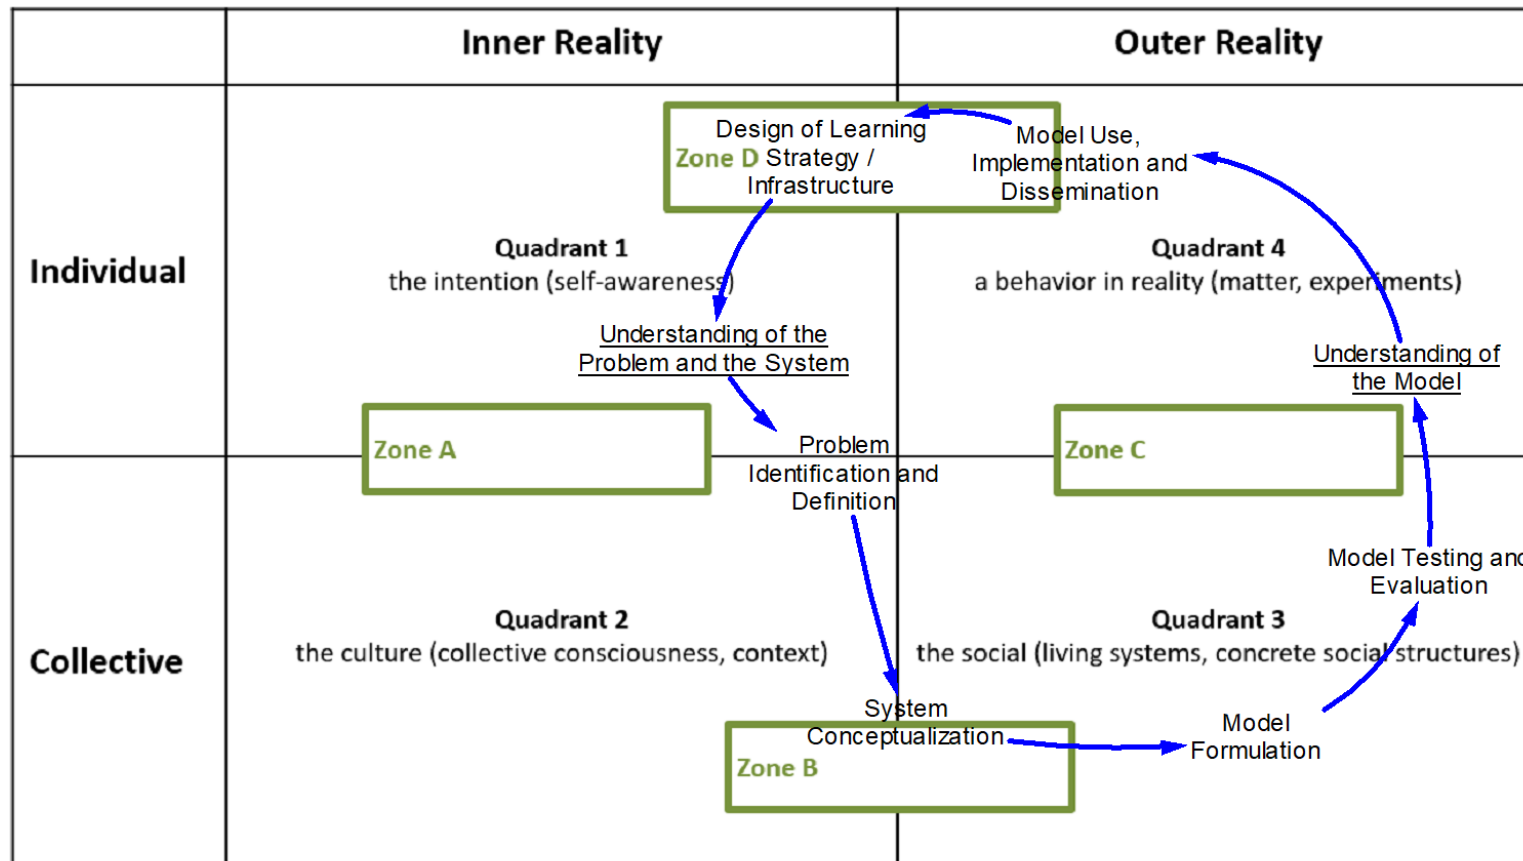 Inner Reality
Outer Reality
Individual
Zone D
Design of Learning
Strategy /
Infrastructure
Model Use,
Implementation and
Dissemination
Quadrant 1
the intention (self-awareness)
Quadrant 4
a behavior in reality (matter, experiments)
Understanding of the
Problem and the System
Understanding of
the Model
Zone A
Problem
Identification and
Definition
Zone C
Collective
Model Testing and
Evaluation
Quadrant 2
the culture (collective consciousness, context)
Quadrant 3
the social (living systems, concrete social structures)
System
Conceptualization
Zone B
Model
Formulation